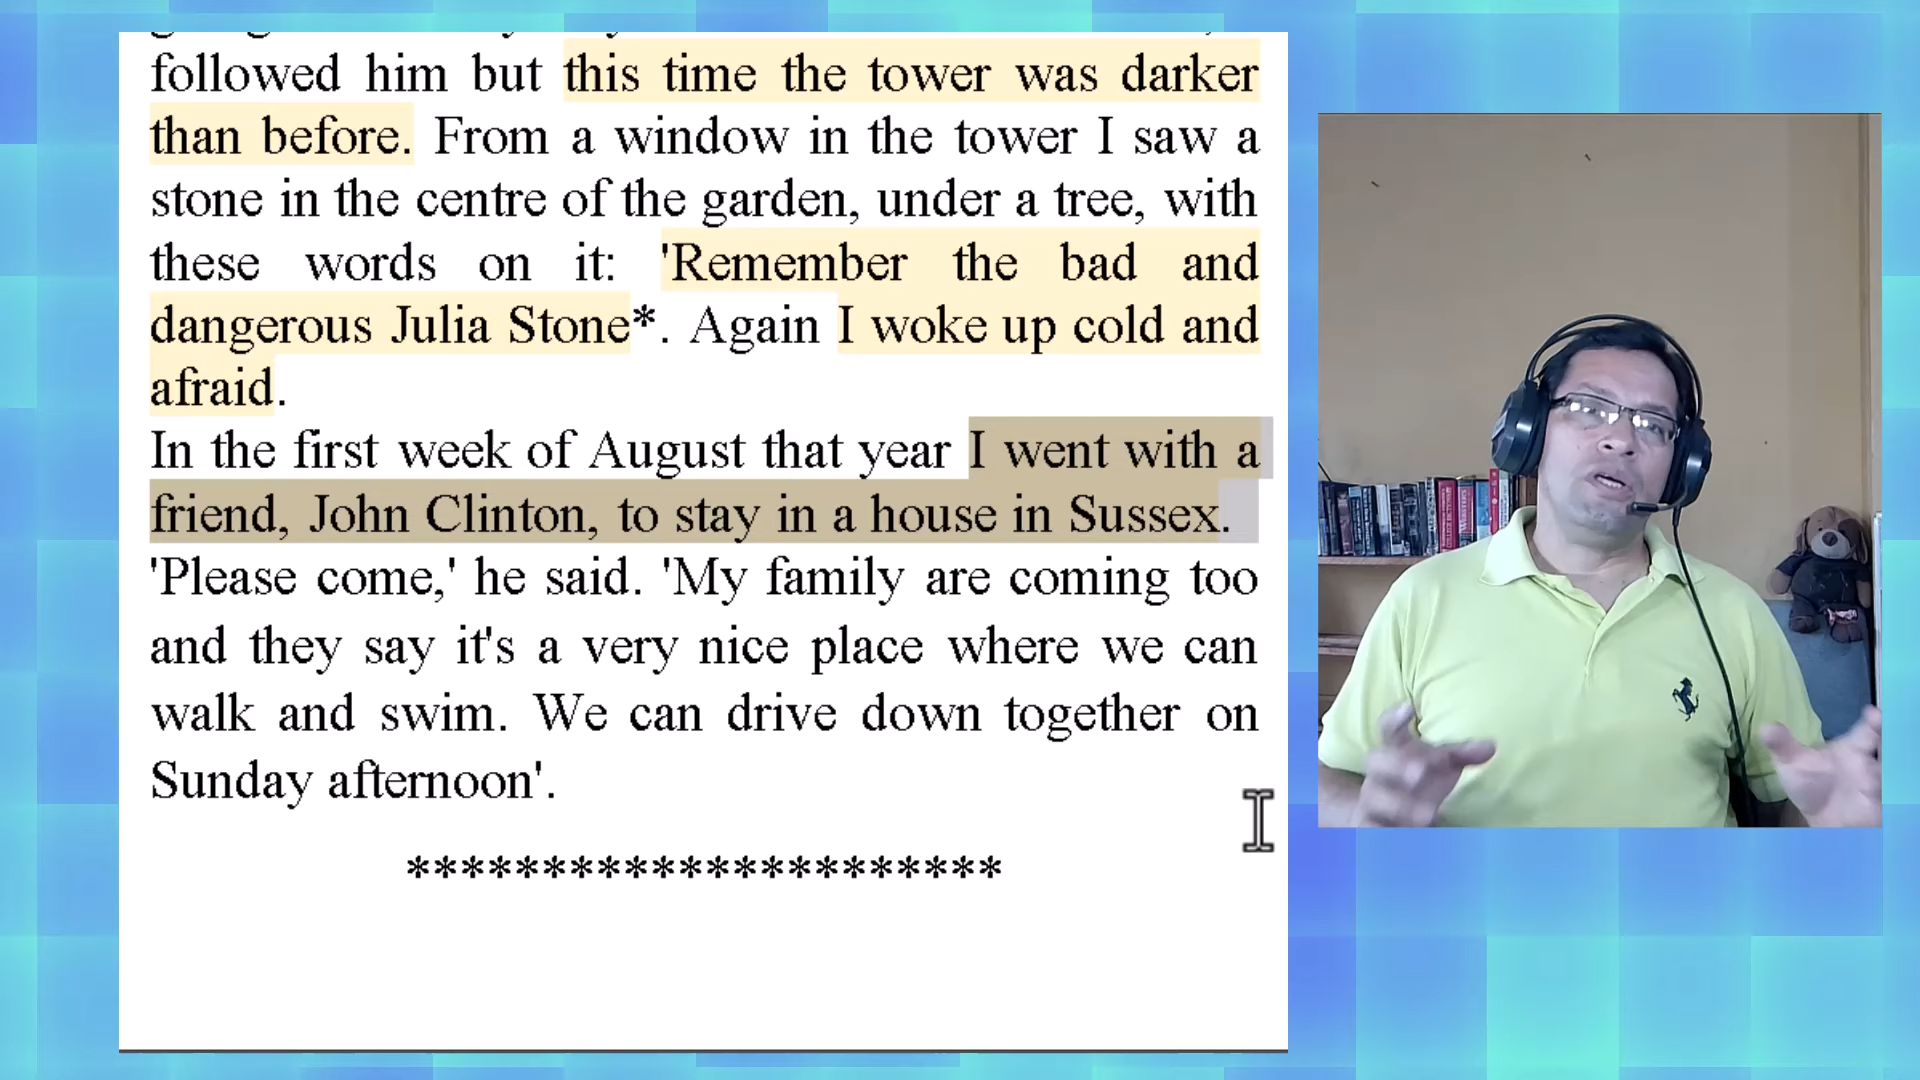 followed him but this time the tower was darker
than before. From a window in the tower I saw a
stone in the centre of the garden, under a tree, with
these words on it: 'Remember the bad and
dangerous Julia Stone*. Again I woke up cold and
afraid.
In the first week of August that year I went with a
friend, John Clinton, to stay in a house in Sussex.
'Please come,' he said. 'My family are coming too
and they say it's a very nice place where we can
walk and swim. We can drive down together on
Sunday afternoon'.
**********************